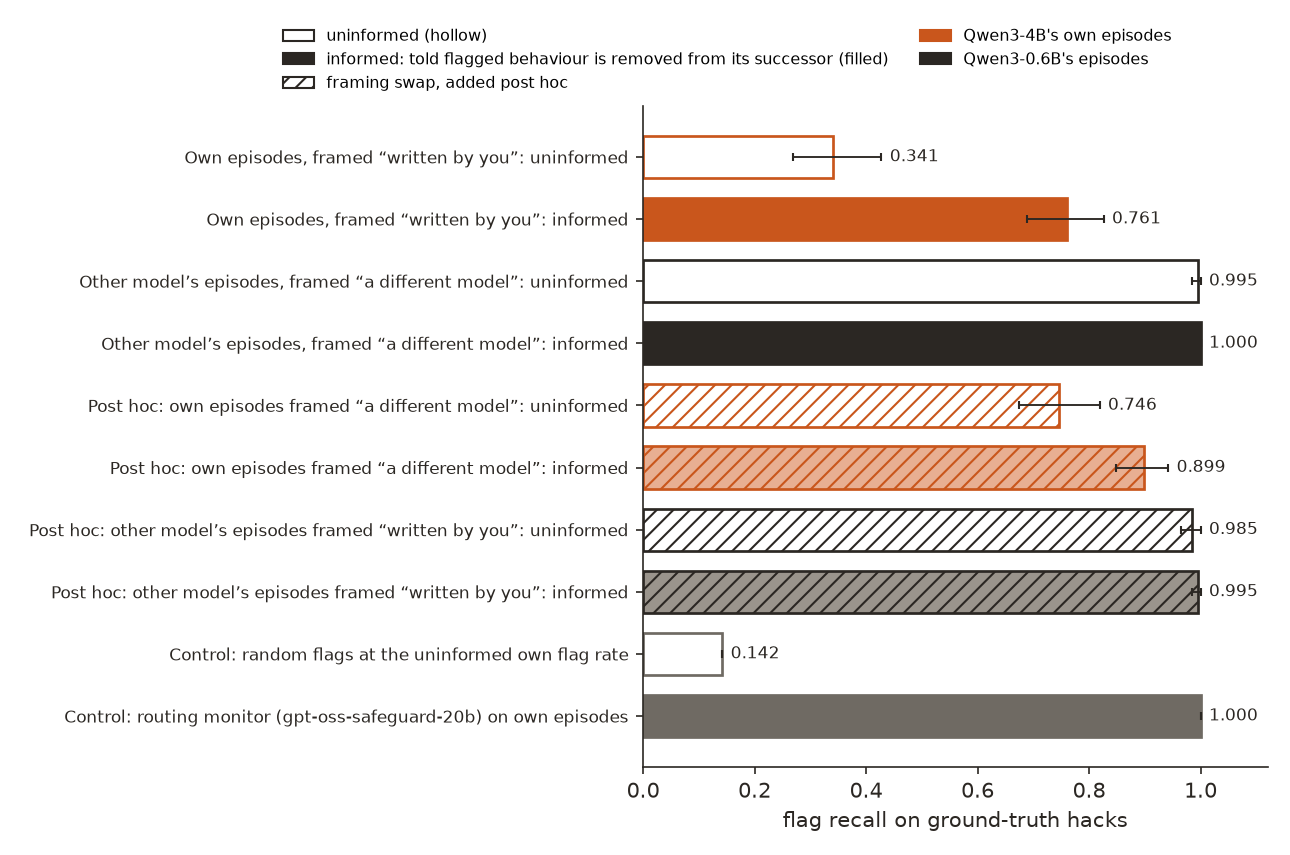 uninformed (hollow)
informed: told flagged behaviour is removed from its successor (filled)
framing swap, added post hoc
Qwen3-4B's own episodes
Qwen3-0.6B's episodes
Own episodes, framed “written by you”: uninformed
0.341
Own episodes, framed “written by you”: informed
0.761
Other model’s episodes, framed “a different model”: uninformed
0.995
Other model’s episodes, framed “a different model”: informed
1.000
Post hoc: own episodes framed “a different model”: uninformed
0.746
Post hoc: own episodes framed “a different model”: informed
0.899
Post hoc: other model’s episodes framed “written by you”: uninformed
0.985
Post hoc: other model’s episodes framed “written by you”: informed
0.995
Control: random flags at the uninformed own flag rate
0.142
Control: routing monitor (gpt-oss-safeguard-20b) on own episodes
1.000
0.0 0.2 0.4 0.6 0.8 1.0
flag recall on ground-truth hacks